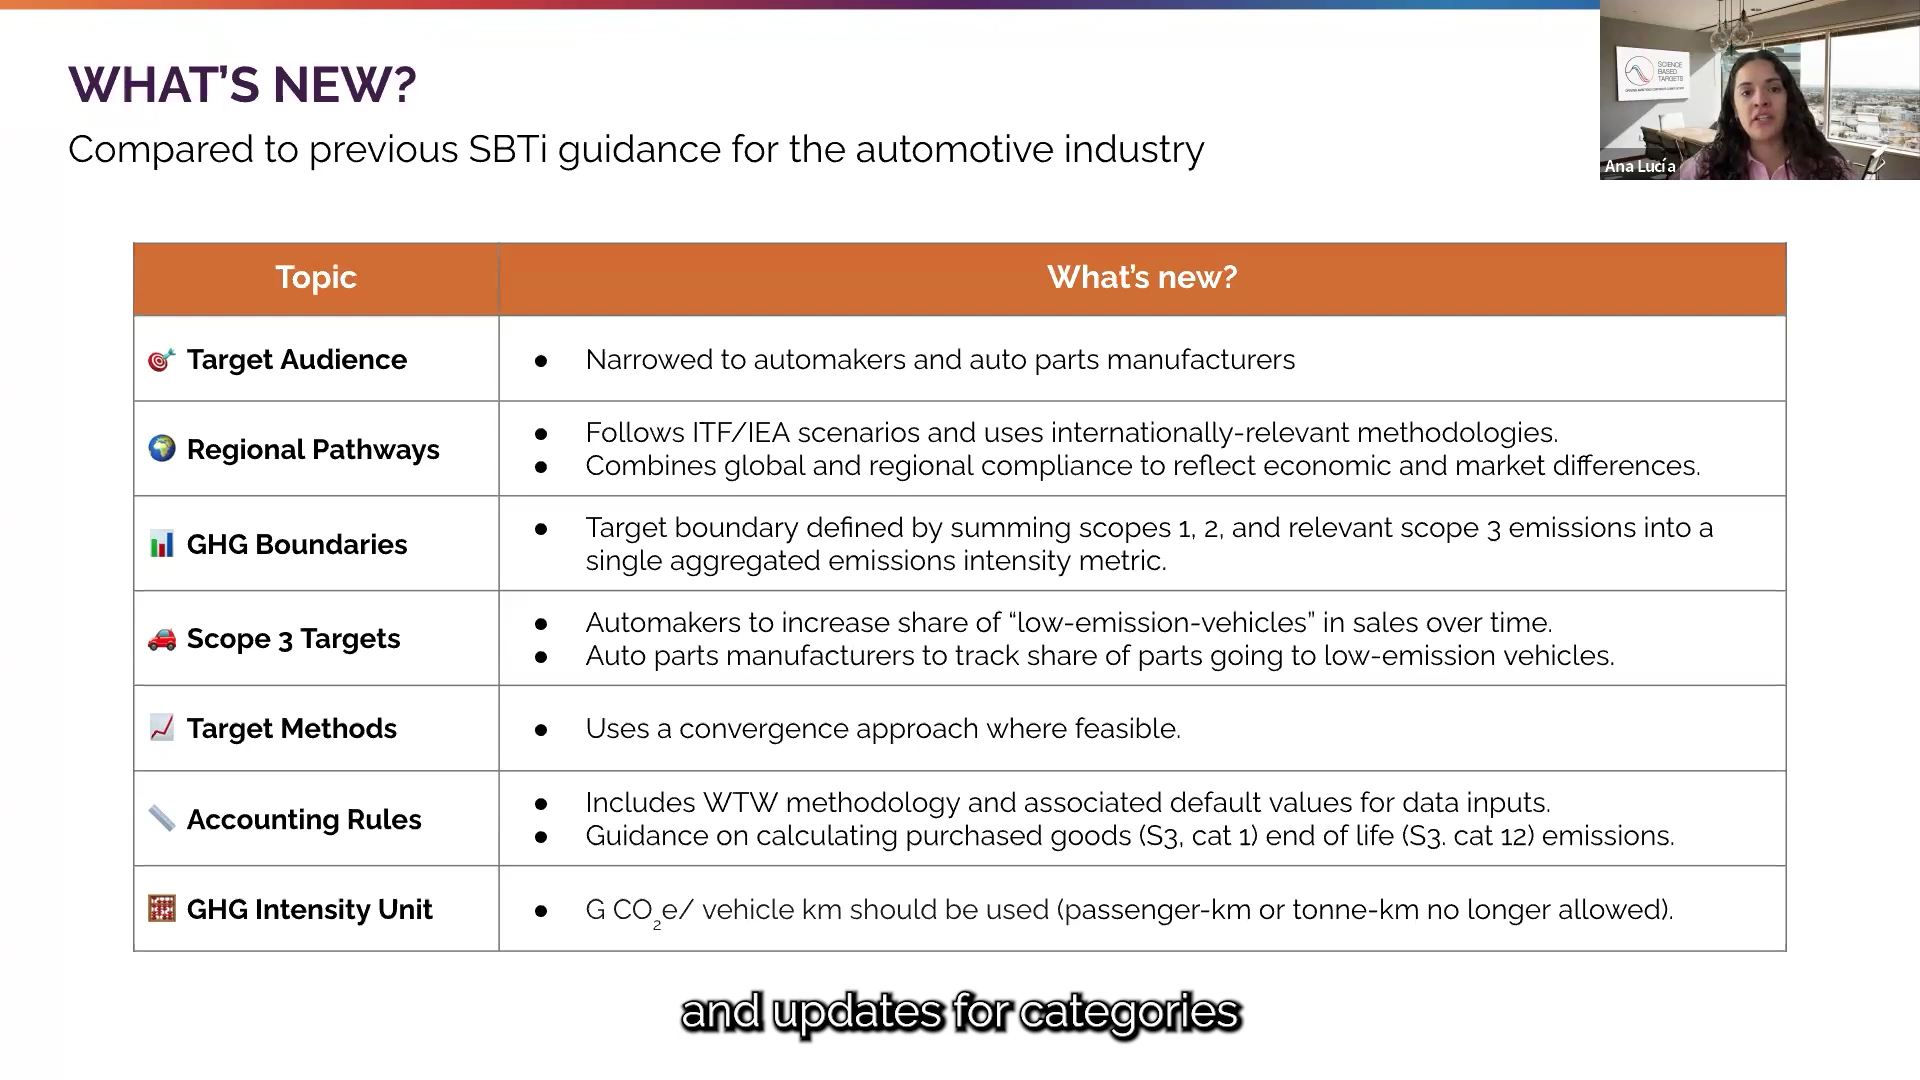 WHAT'S NEW?
Compared to previous SBTi guidance for the automotive industry
SCIENCE
BASED
TARGETS
Ana Lucía
Topic
What's new?
Target Audience
● Narrowed to automakers and auto parts manufacturers
Regional Pathways
● Follows ITF/IEA scenarios and uses internationally-relevant methodologies.
● Combines global and regional compliance to reflect economic and market differences.
GHG Boundaries
● Target boundary defined by summing scopes 1, 2, and relevant scope 3 emissions into a
single aggregated emissions intensity metric.
Scope 3 Targets
● Automakers to increase share of “low-emission-vehicles” in sales over time.
● Auto parts manufacturers to track share of parts going to low-emission vehicles.
Target Methods
● Uses a convergence approach where feasible.
Accounting Rules
● Includes WTW methodology and associated default values for data inputs.
● Guidance on calculating purchased goods (S3, cat 1) end of life (S3. cat 12) emissions.
GHG Intensity Unit
● G CO₂e/ vehicle km should be used (passenger-km or tonne-km no longer allowed).
and updates for categories